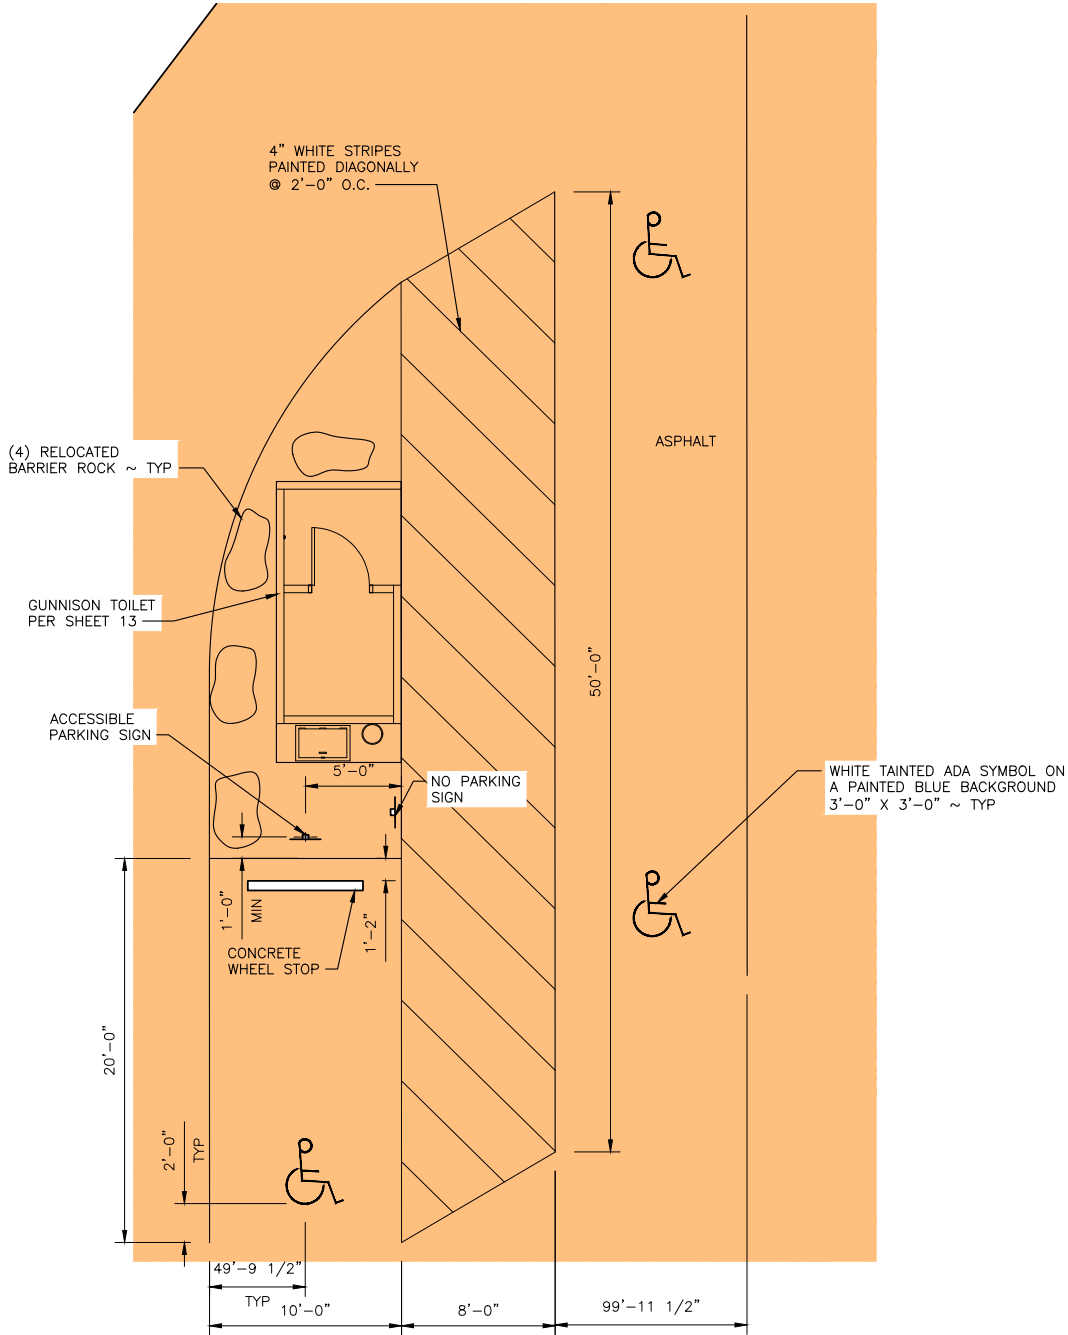 4” WHITE STRIPES
PAINTED DIAGONALLY
@ 2’-0” O.C.
ASPHALT
(4) RELOCATED
BARRIER ROCK ~ TYP
GUNNISON TOILET
PER SHEET 13
50’-0”
ACCESSIBLE
PARKING SIGN
5’-0”
NO PARKING
SIGN
WHITE TAINTED ADA SYMBOL ON
A PAINTED BLUE BACKGROUND
3’-0” X 3’-0” ~ TYP
1’-0”
MIN
1’-2”
CONCRETE
WHEEL STOP
20’-0”
2’-0”
TYP
49’-9 1/2”
TYP
10’-0”
8’-0”
99’-11 1/2”